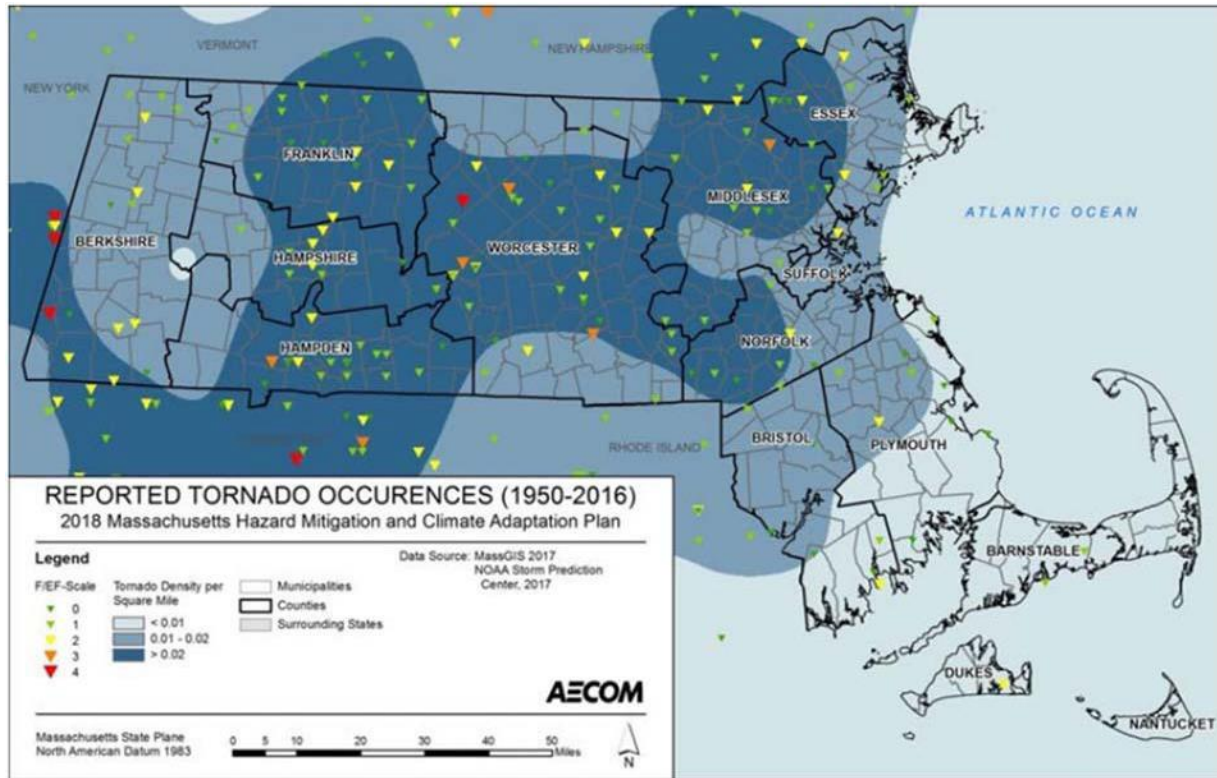 VERMONT
NEW HAMPSHIRE
NEW YORK
ESSEX
FRANKLIN
MIDDLESEX
ATLANTIC OCEAN
BERKSHIRE
WORCESTER
HAMPSHIRE
SUFFOLK
NORFOLK
HAMPDEN
BRISTOL
PLYMOUTH
RHODE ISLAND
BARNSTABLE
DUKES
NANTUCKET
REPORTED TORNADO OCCURENCES (1950-2016)
2018 Massachusetts Hazard Mitigation and Climate Adaptation Plan
Legend
Data Source: MassGIS 2017
NOAA Storm Prediction
Center, 2017
F/EF-Scale
0
1
2
3
4
Tornado Density per
Square Mile
< 0.01
0.01 - 0.02
> 0.02
Municipalities
Counties
Surrounding States
AECOM
Massachusetts State Plane
North American Datum 1983
0 5 10 20 30 40 50
Miles
N